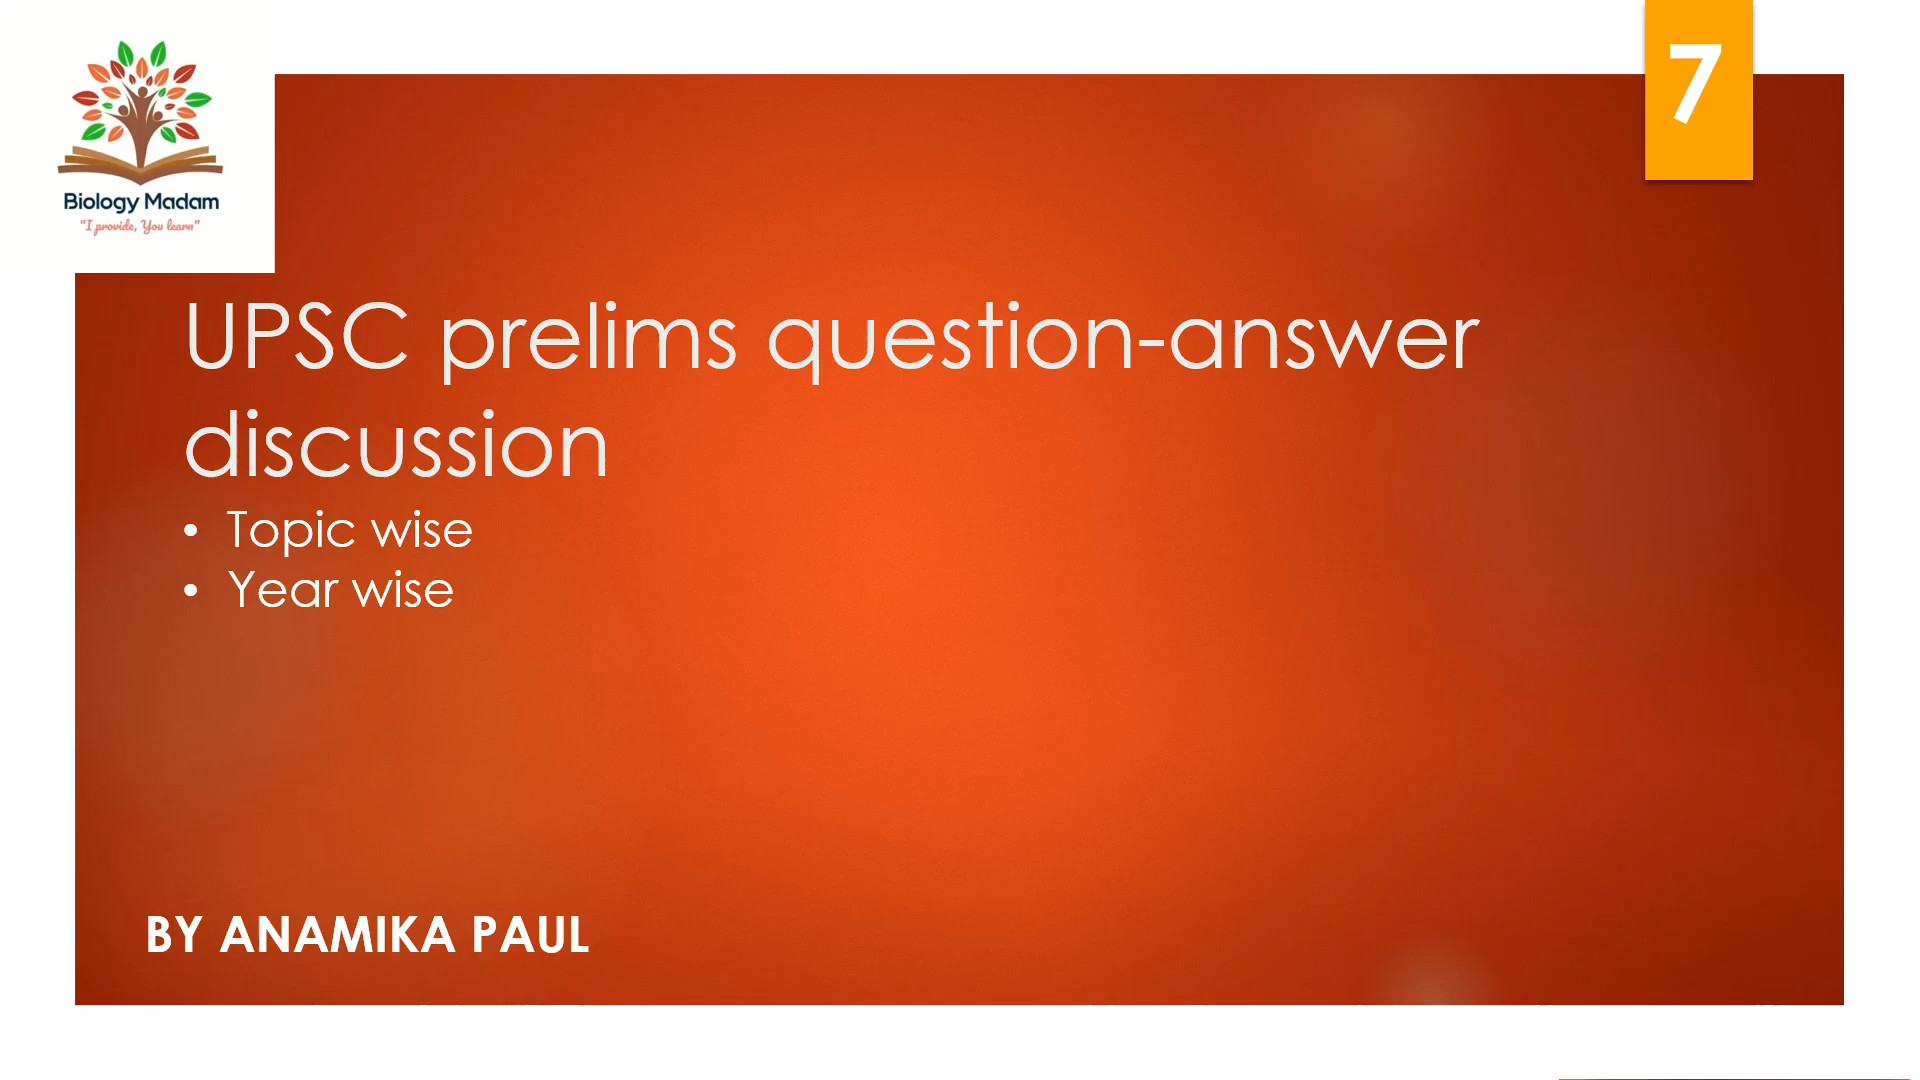 Biology Madam
"I provide, You learn"
7
UPSC prelims question-answer
discussion
• Topic wise
• Year wise
BY ANAMIKA PAUL